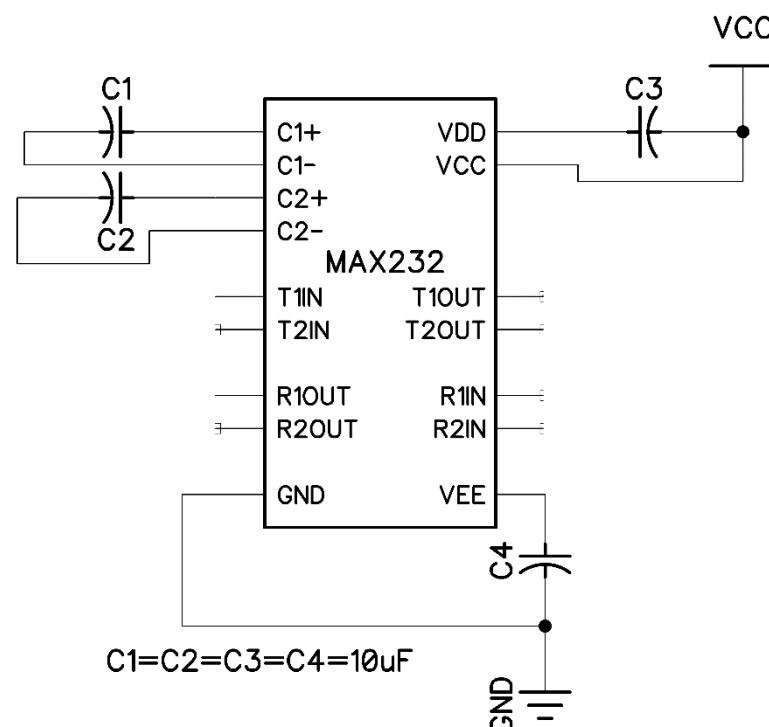 VCC
C1
C3
C1+
VDD
C1-
VCC
C2+
C2
C2-
MAX232
T1IN
T1OUT
T2IN
T2OUT
R1OUT
R1IN
R2OUT
R2IN
GND
VEE
C4
C1=C2=C3=C4=10uF
GND